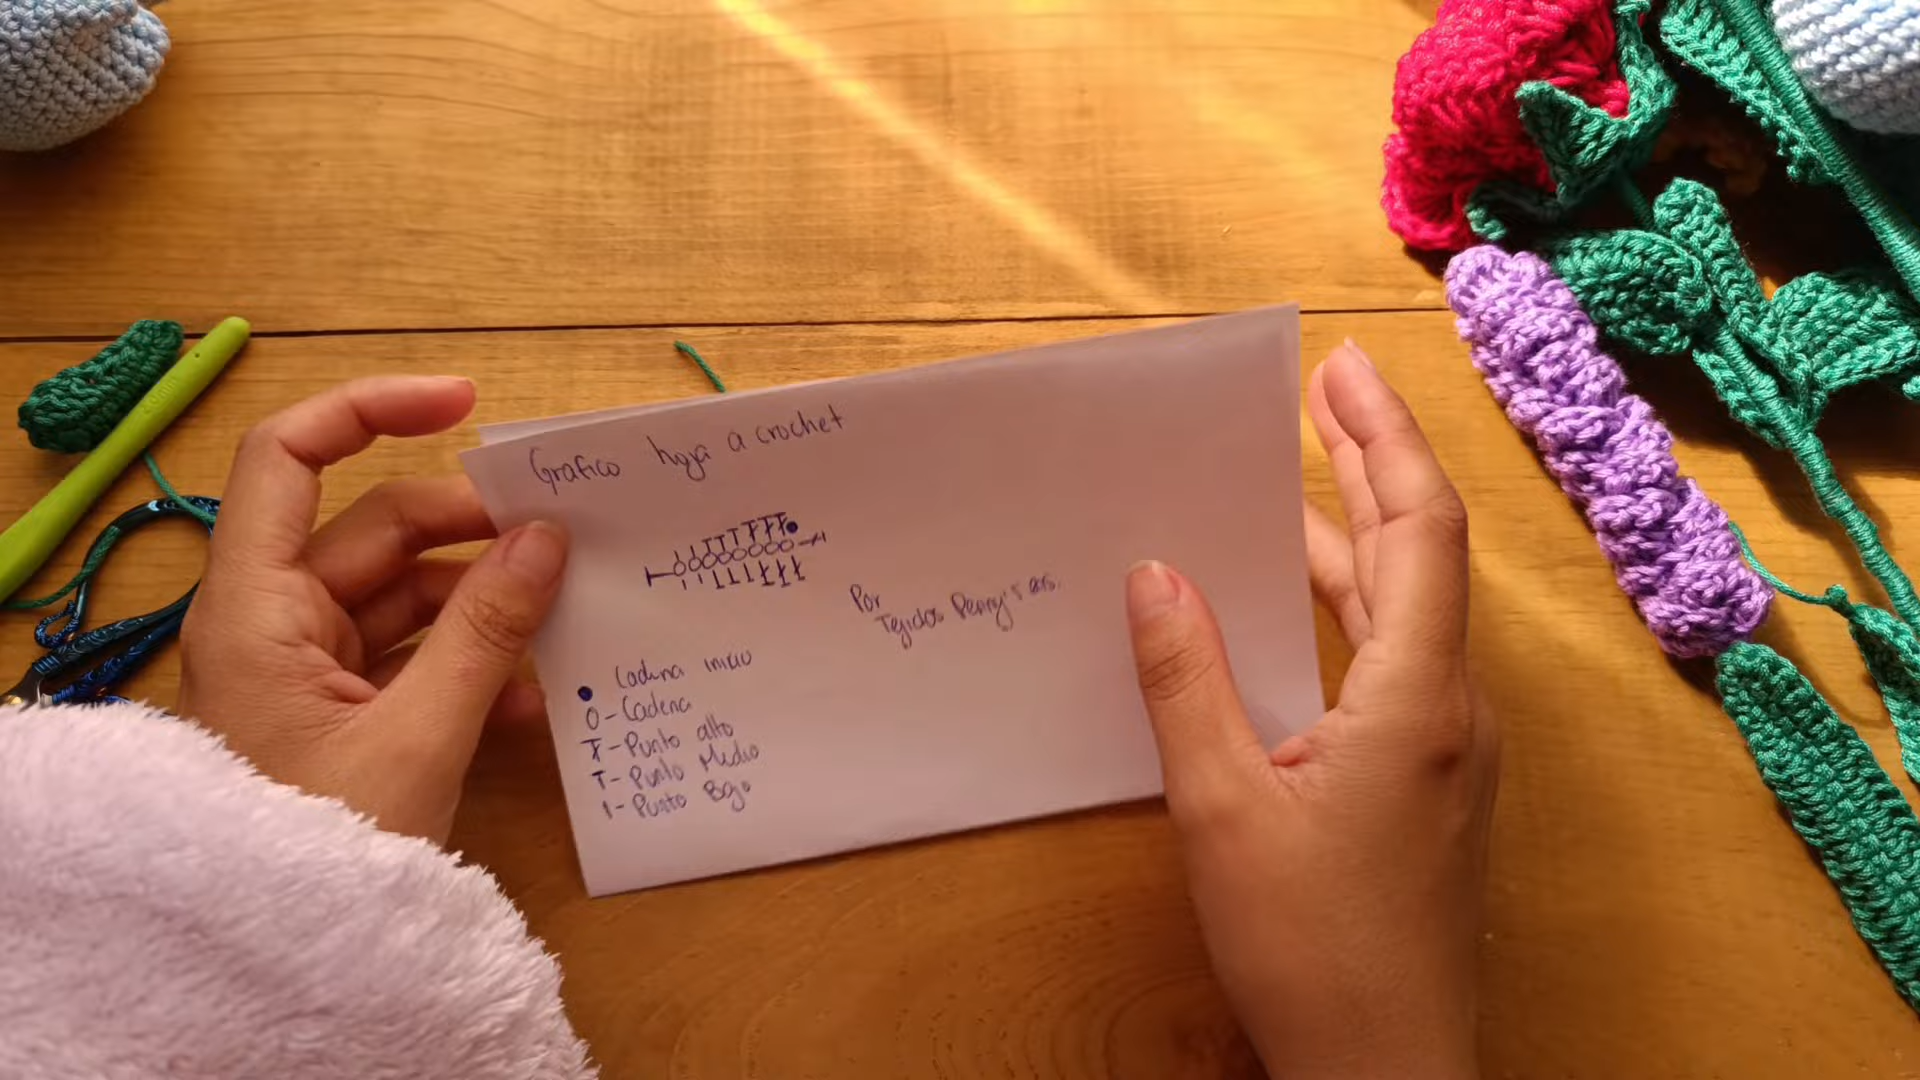 Grafico hoja a crochet
Por
Tejidos
Cadena inicio
O - Cadena
Ŧ - Punto alto
T - Punto Medio
I - Punto Bajo